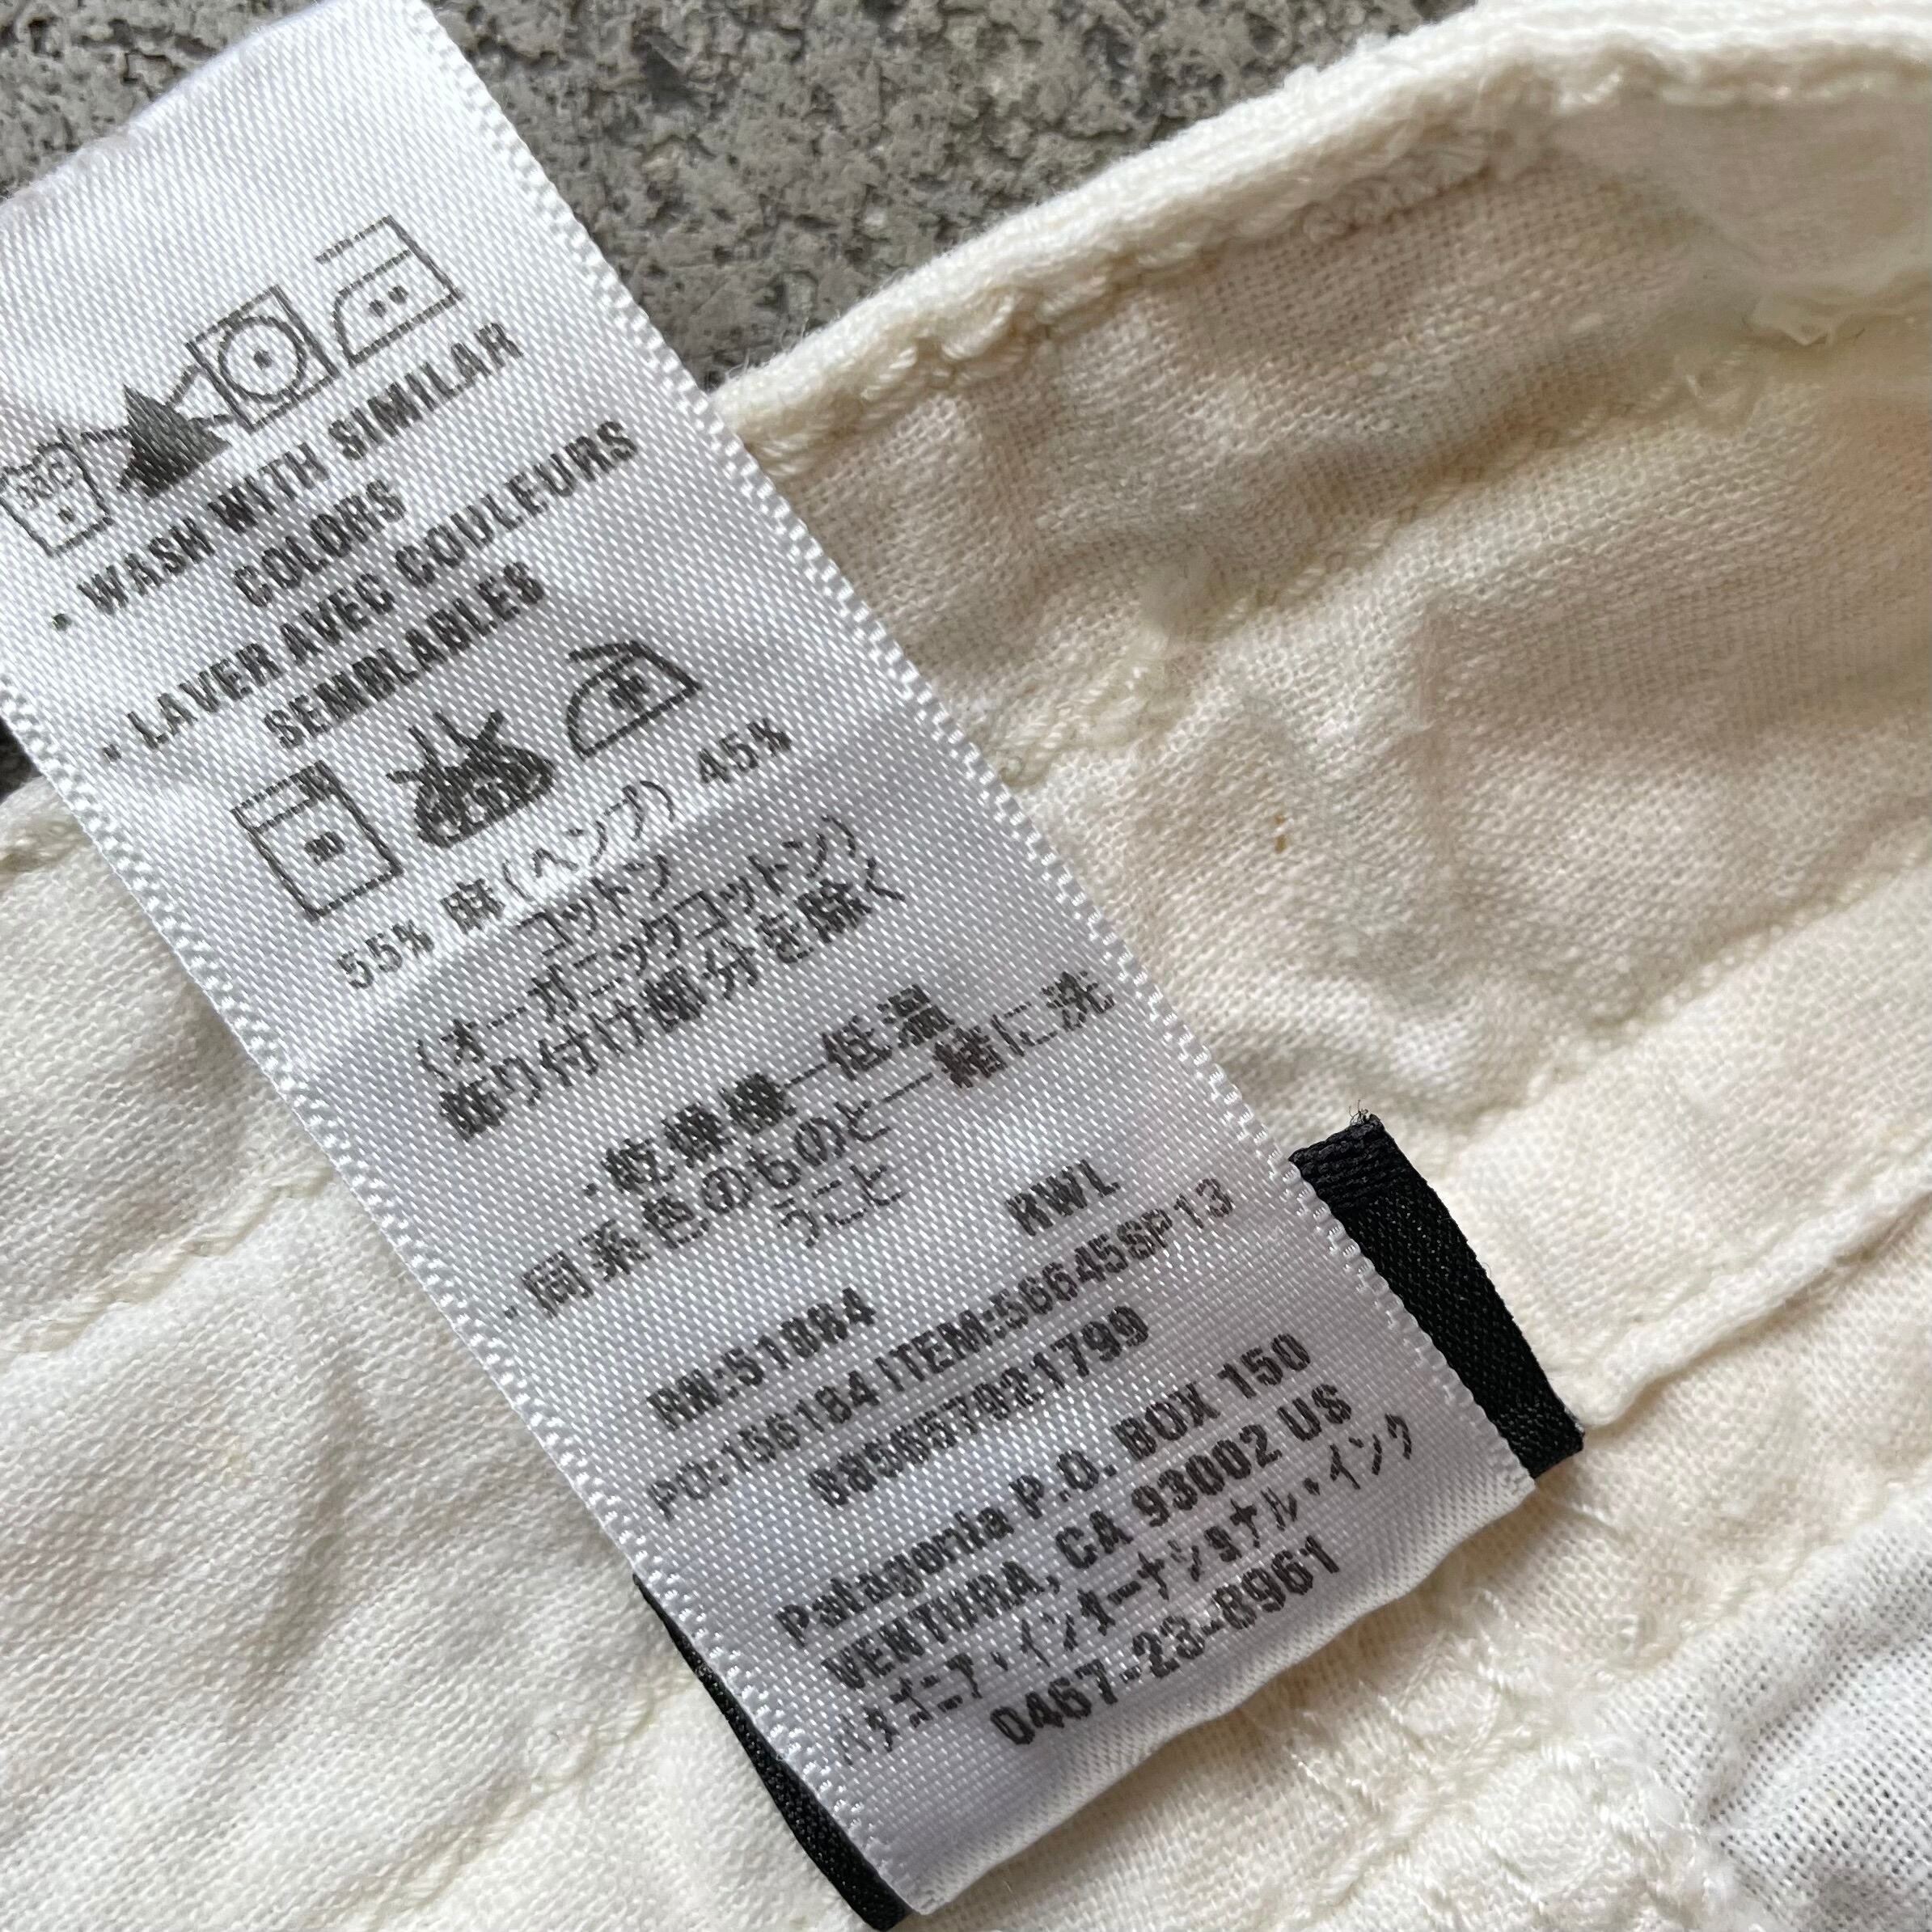 • WASH WITH SIMILAR
COLORS
• LAVER AVEC COULEURS
SEMBLABLES
55% 麻(ヘンプ) 45%
コットン
(オーガニックコットン)
飾り付け部分を除く
・乾燥機—低温
・同系色のものと一緒に洗
うこと
RWL
RN:51884
PO:156184 ITEM:56645SP13
885657921799
Patagonia P.O. BOX 150
VENTURA, CA 93002 US
パタゴニア・インターナショナル・インク
0467-23-8961